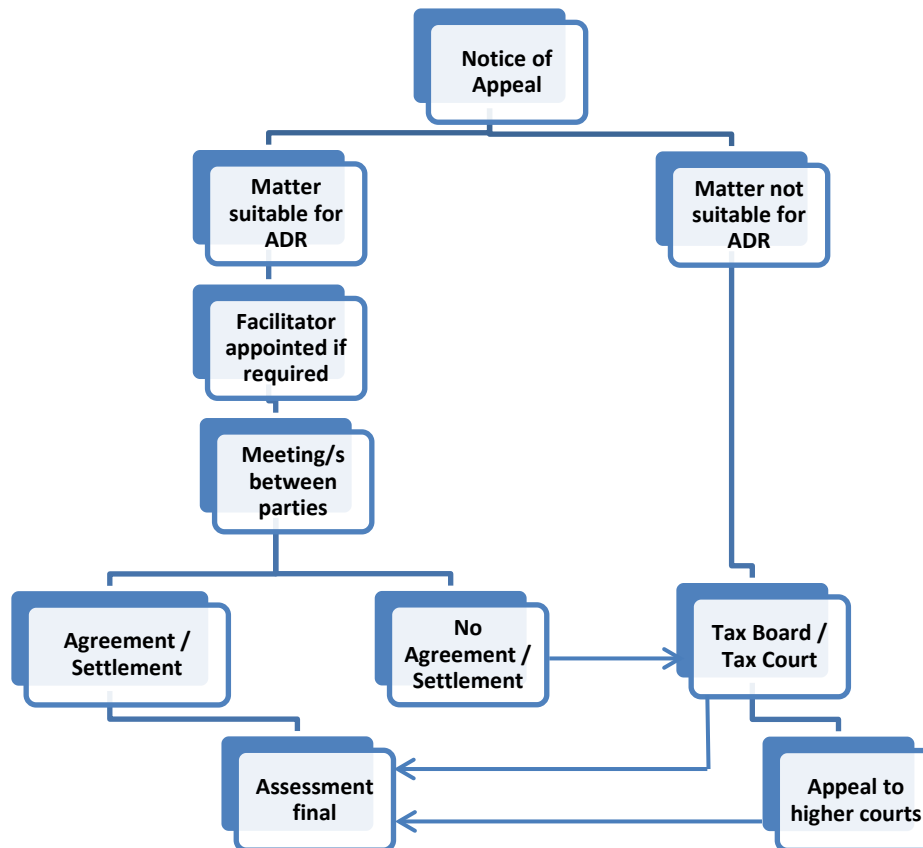 Notice of
Appeal
Matter
suitable for
ADR
Matter not
suitable for
ADR
Facilitator
appointed if
required
Meeting/s
between
parties
Agreement /
Settlement
No
Agreement /
Settlement
Tax Board /
Tax Court
Assessment
final
Appeal to
higher courts